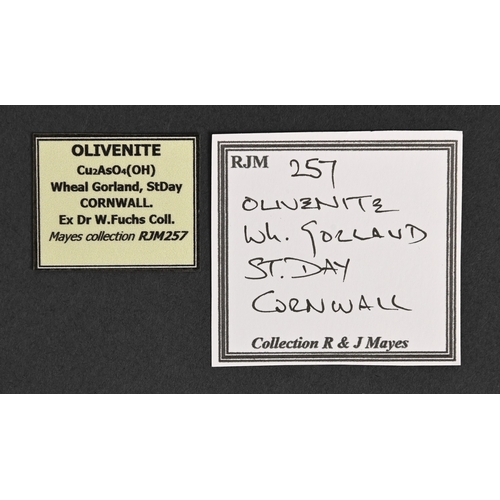 OLIVENITE
Cu₂AsO₄(OH)
Wheal Gorland, StDay
CORNWALL.
Ex Dr W.Fuchs Coll.
Mayes collection RJM257
RJM 257
OLIVENITE
Wh. GORLAND
ST. DAY
CORNWALL
Collection R & J Mayes